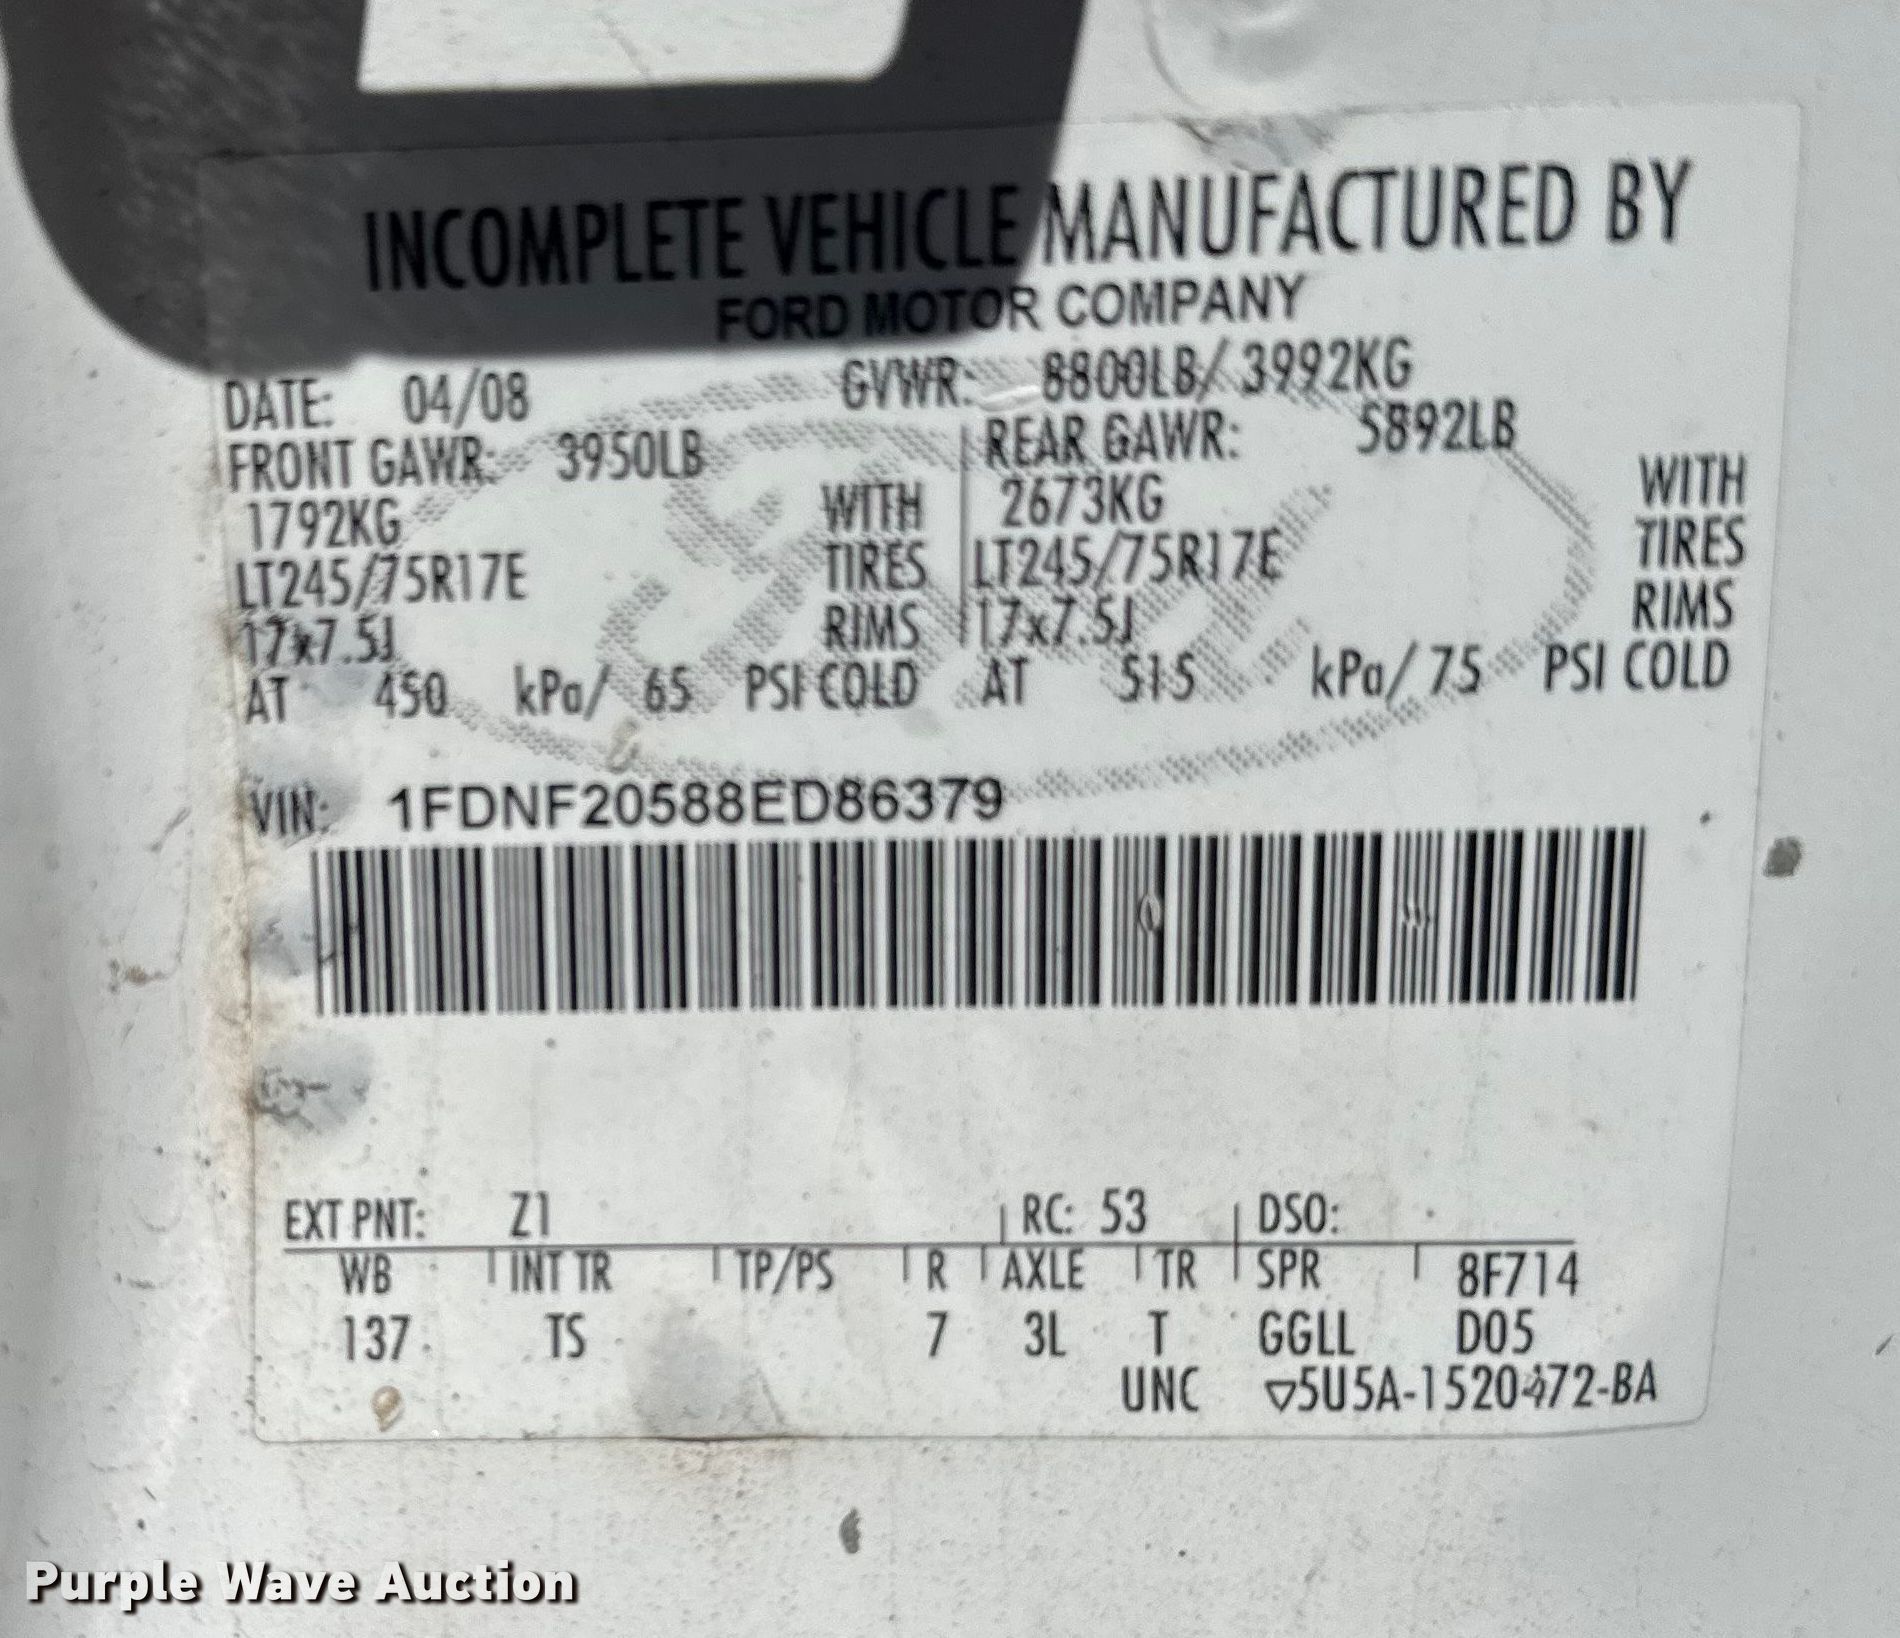 INCOMPLETE VEHICLE MANUFACTURED BY
FORD MOTOR COMPANY
DATE: 04/08 GVWR: 8800LB/ 3992KG
FRONT GAWR: 3950LB REAR GAWR: 5892LB
1792KG WITH 2673KG WITH
LT245/75R17E TIRES LT245/75R17E TIRES
17x7.5J RIMS 17x7.5J RIMS
AT 450 kPa/ 65 PSI COLD AT 515 kPa/ 75 PSI COLD
VIN: 1FDNF20588ED86379
EXT PNT: Z1 RC: 53 DSO:
WB INT TR TP/PS R AXLE TR SPR 8F714
137 TS 7 3L T GGLL D05
UNC ▽5U5A-1520472-BA
Purple Wave Auction